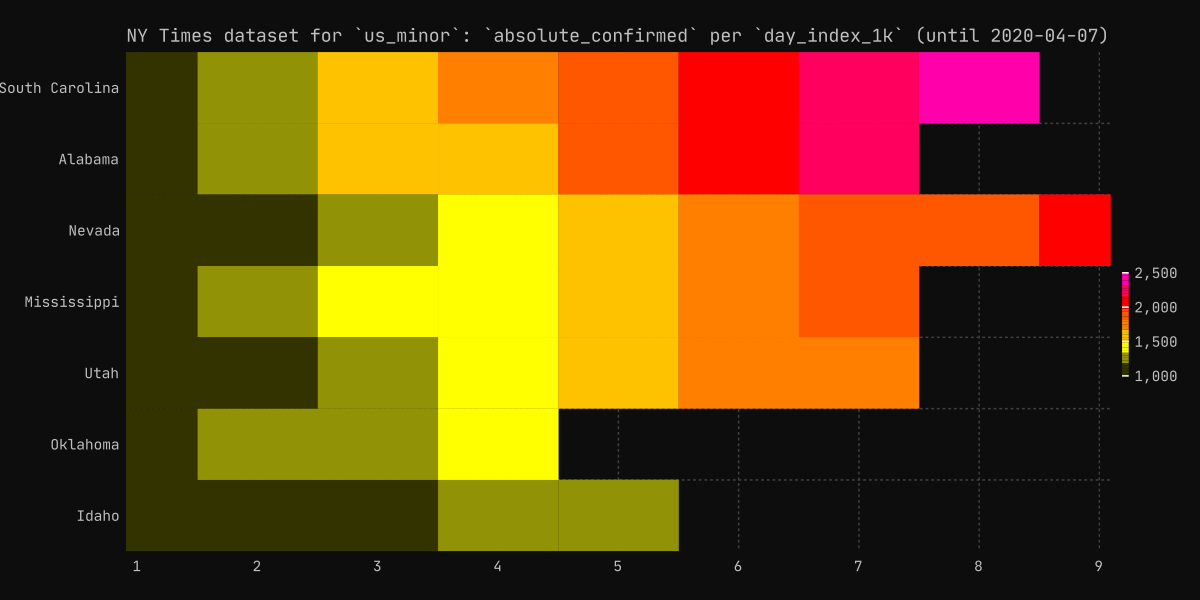 NY Times dataset for `us_minor`: `absolute_confirmed` per `day_index_1k` (until 2020-04-07)
South Carolina
Alabama
Nevada
Mississippi
Utah
Oklahoma
Idaho
1 2 3 4 5 6 7 8 9
2,500
2,000
1,500
1,000